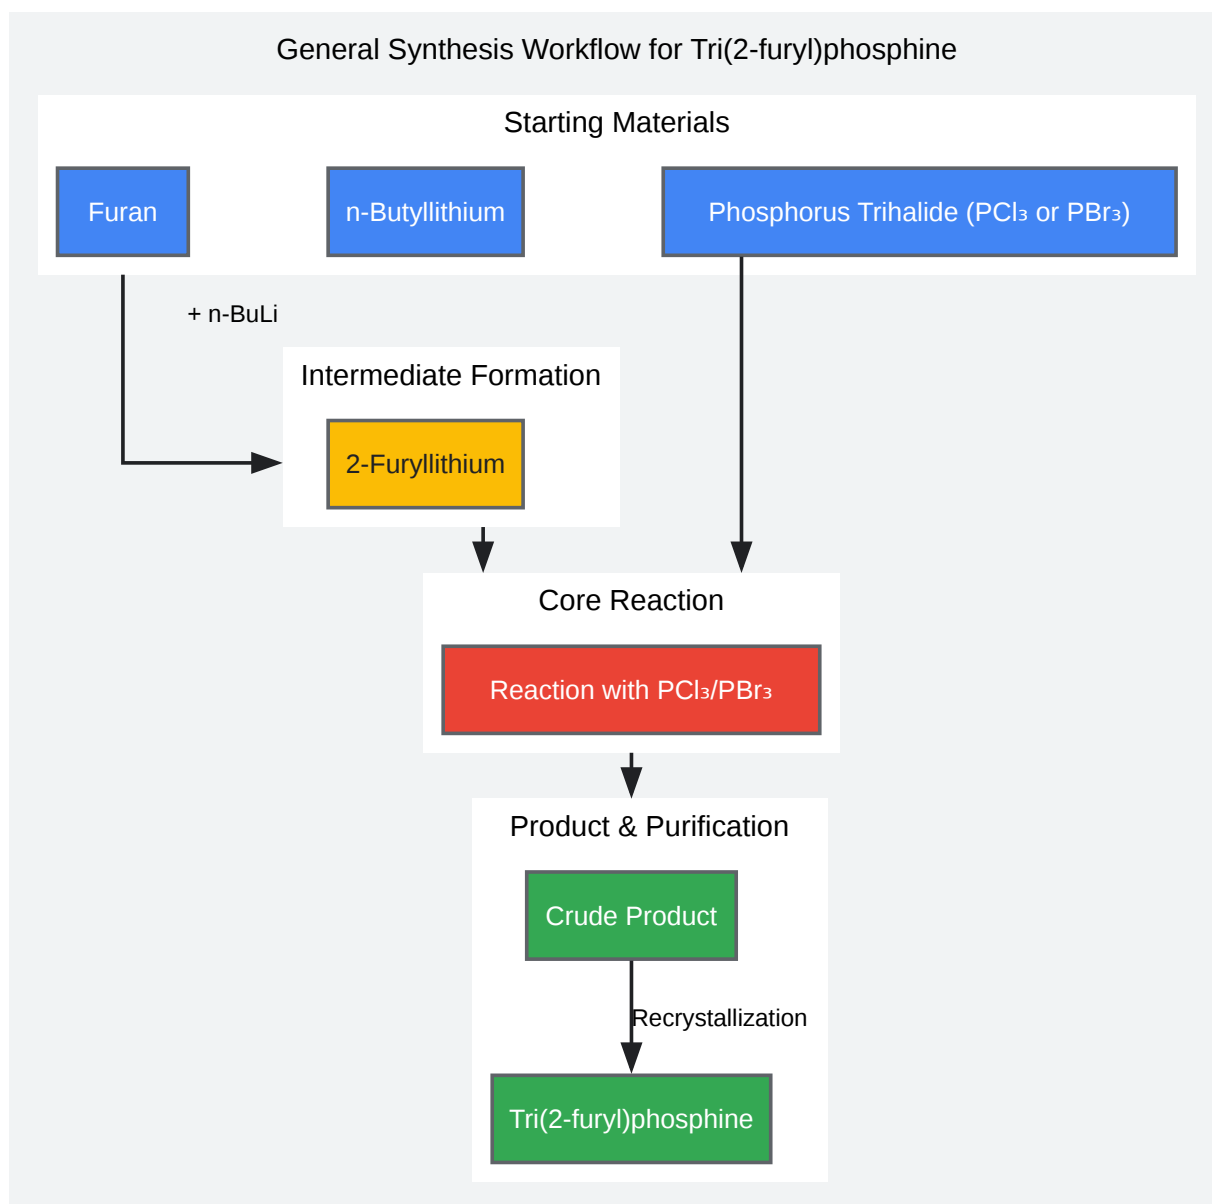 General Synthesis Workflow for Tri(2-furyl)phosphine
Starting Materials
Furan
n-Butyllithium
Phosphorus Trihalide (PCl₃ or PBr₃)
+ n-BuLi
Intermediate Formation
2-Furyllithium
Core Reaction
Reaction with PCl₃/PBr₃
Product & Purification
Crude Product
Recrystallization
Tri(2-furyl)phosphine